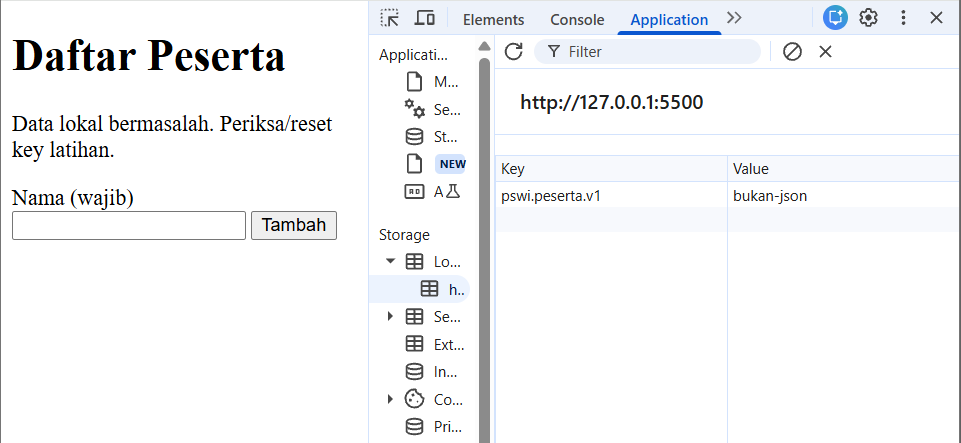 Daftar Peserta
Data lokal bermasalah. Periksa/reset
key latihan.
Nama (wajib)
Tambah
Elements Console Application
Filter
Applicati...
M...
Se...
St...
NEW
A
Storage
Lo...
h..
Se...
Ext...
In...
Co...
Pri...
http://127.0.0.1:5500
Key Value
pswi.peserta.v1 bukan-json